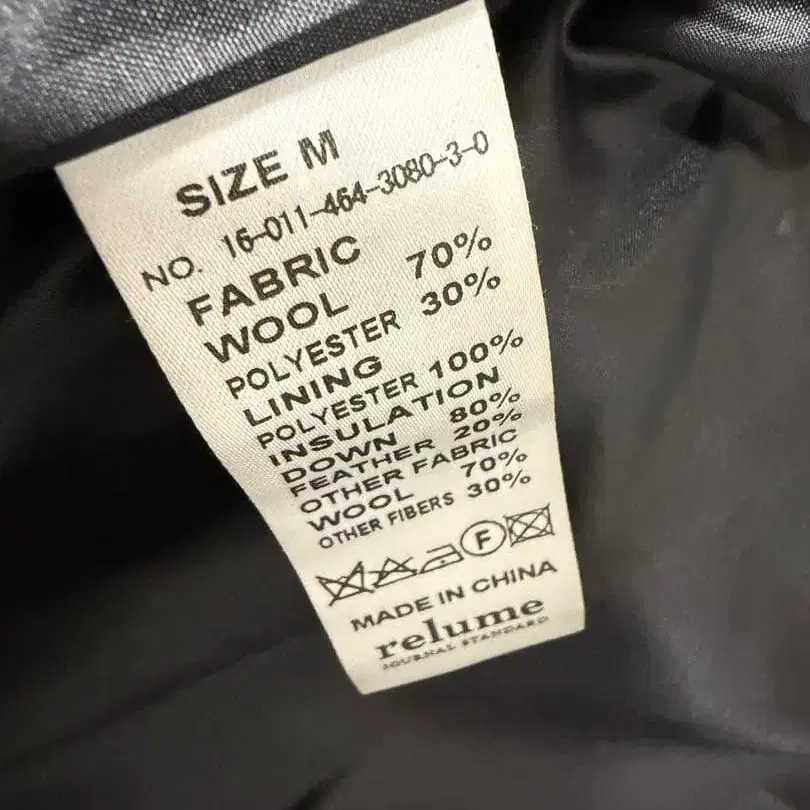 SIZE M
NO. 16-011-464-3080-3-0
FABRIC
WOOL 70%
POLYESTER 30%
LINING
POLYESTER 100%
INSULATION
DOWN 80%
FEATHER 20%
OTHER FABRIC
WOOL 70%
OTHER FIBERS 30%
F
MADE IN CHINA
relume
JOURNAL STANDARD